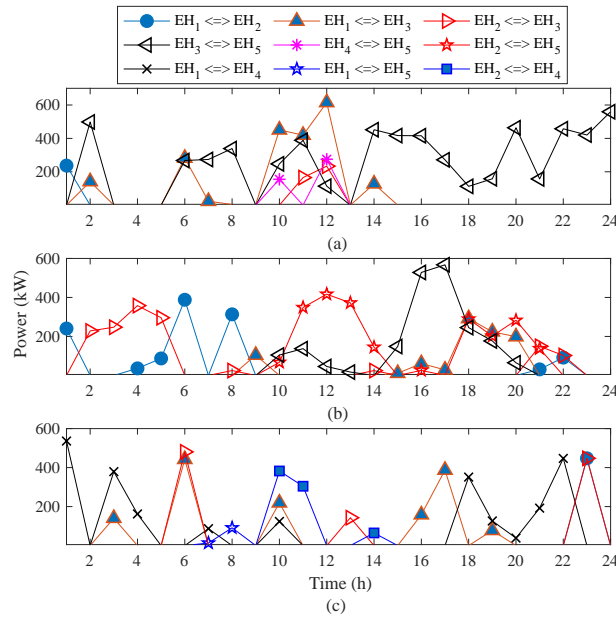 EH₁ <=> EH₂ EH₁ <=> EH₃ EH₂ <=> EH₃
EH₃ <=> EH₅ EH₄ <=> EH₅ EH₂ <=> EH₅
EH₁ <=> EH₄ EH₁ <=> EH₅ EH₂ <=> EH₄
600
400
200
2 4 6 8 10 12 14 16 18 20 22 24
(a)
Power (kW)
600
400
200
2 4 6 8 10 12 14 16 18 20 22 24
(b)
600
400
200
2 4 6 8 10 12 14 16 18 20 22 24
Time (h)
(c)